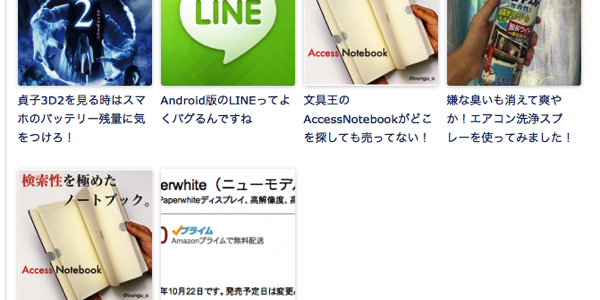 2
LINE
Access Notebook
@bungu_o
貞子3D2を見る時はスマ
ホのバッテリー残量に気
をつけろ！
Android版のLINEってよ
くバグるんですね
文具王の
AccessNotebookがどこ
を探しても売ってない！
嫌な臭いも消えて爽や
か！エアコン洗浄スプ
レーを使ってみました！
検索性を極めた
ノートブック。
Access Notebook
@bungu_o
erwhite（ニューモデ
Paperwhiteディスプレイ、高解像度、高
プライム
Amazonプライムで無料配送
年10月22日です。発売予定日は変更